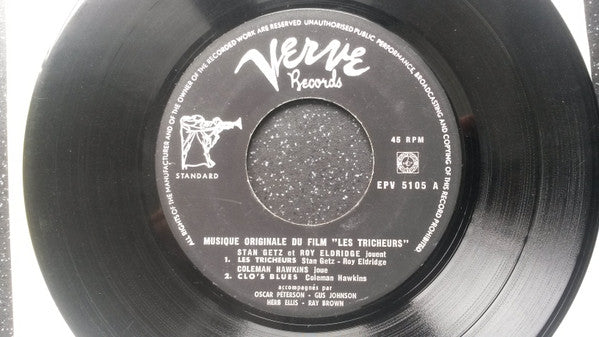 ALL RIGHTS OF THE MANUFACTURER AND OF THE OWNER OF THE RECORDED WORK ARE RESERVED UNAUTHORISED PUBLIC PERFORMANCE, BROADCASTING AND COPYING OF THIS RECORD PROHIBITED.
Verve
Records
STANDARD
45 RPM
EPV 5105 A
MUSIQUE ORIGINALE DU FILM "LES TRICHEURS"
STAN GETZ et ROY ELDRIDGE jouent
1. LES TRICHEURS Stan Getz - Roy Eldridge
COLEMAN HAWKINS joue
2. CLO'S BLUES Coleman Hawkins
accompagnés par
OSCAR PETERSON - GUS JOHNSON
HERB ELLIS - RAY BROWN